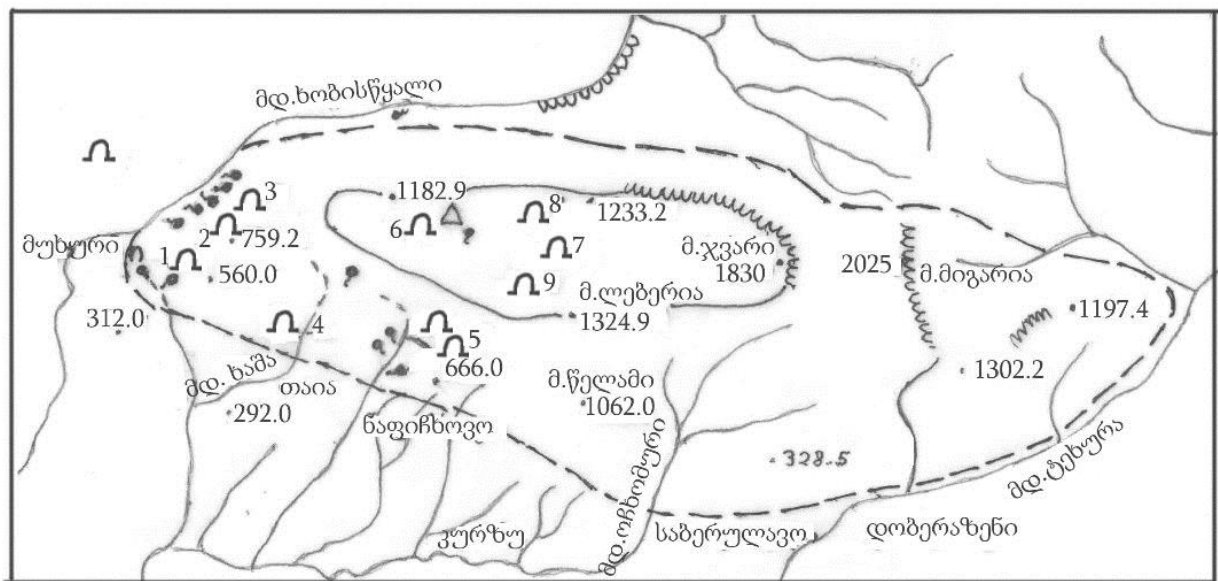 მდ.ხობისწყალი
3
1182.9
8
1233.2
6
2
759.2
7
მ.ჯვარი
1830
2025
მ.მიგარია
მუხური
1
560.0
9
მ.ლებერია
1324.9
1197.4
312.0
4
5
666.0
მდ. ხაშა
თაია
მ.წელამი
1062.0
1302.2
292.0
ნაფიჩხოვო
მდ.ოჩხომური
328.5
მდ.ტეხურა
კურზუ
საბერულავო
დობერაზენი